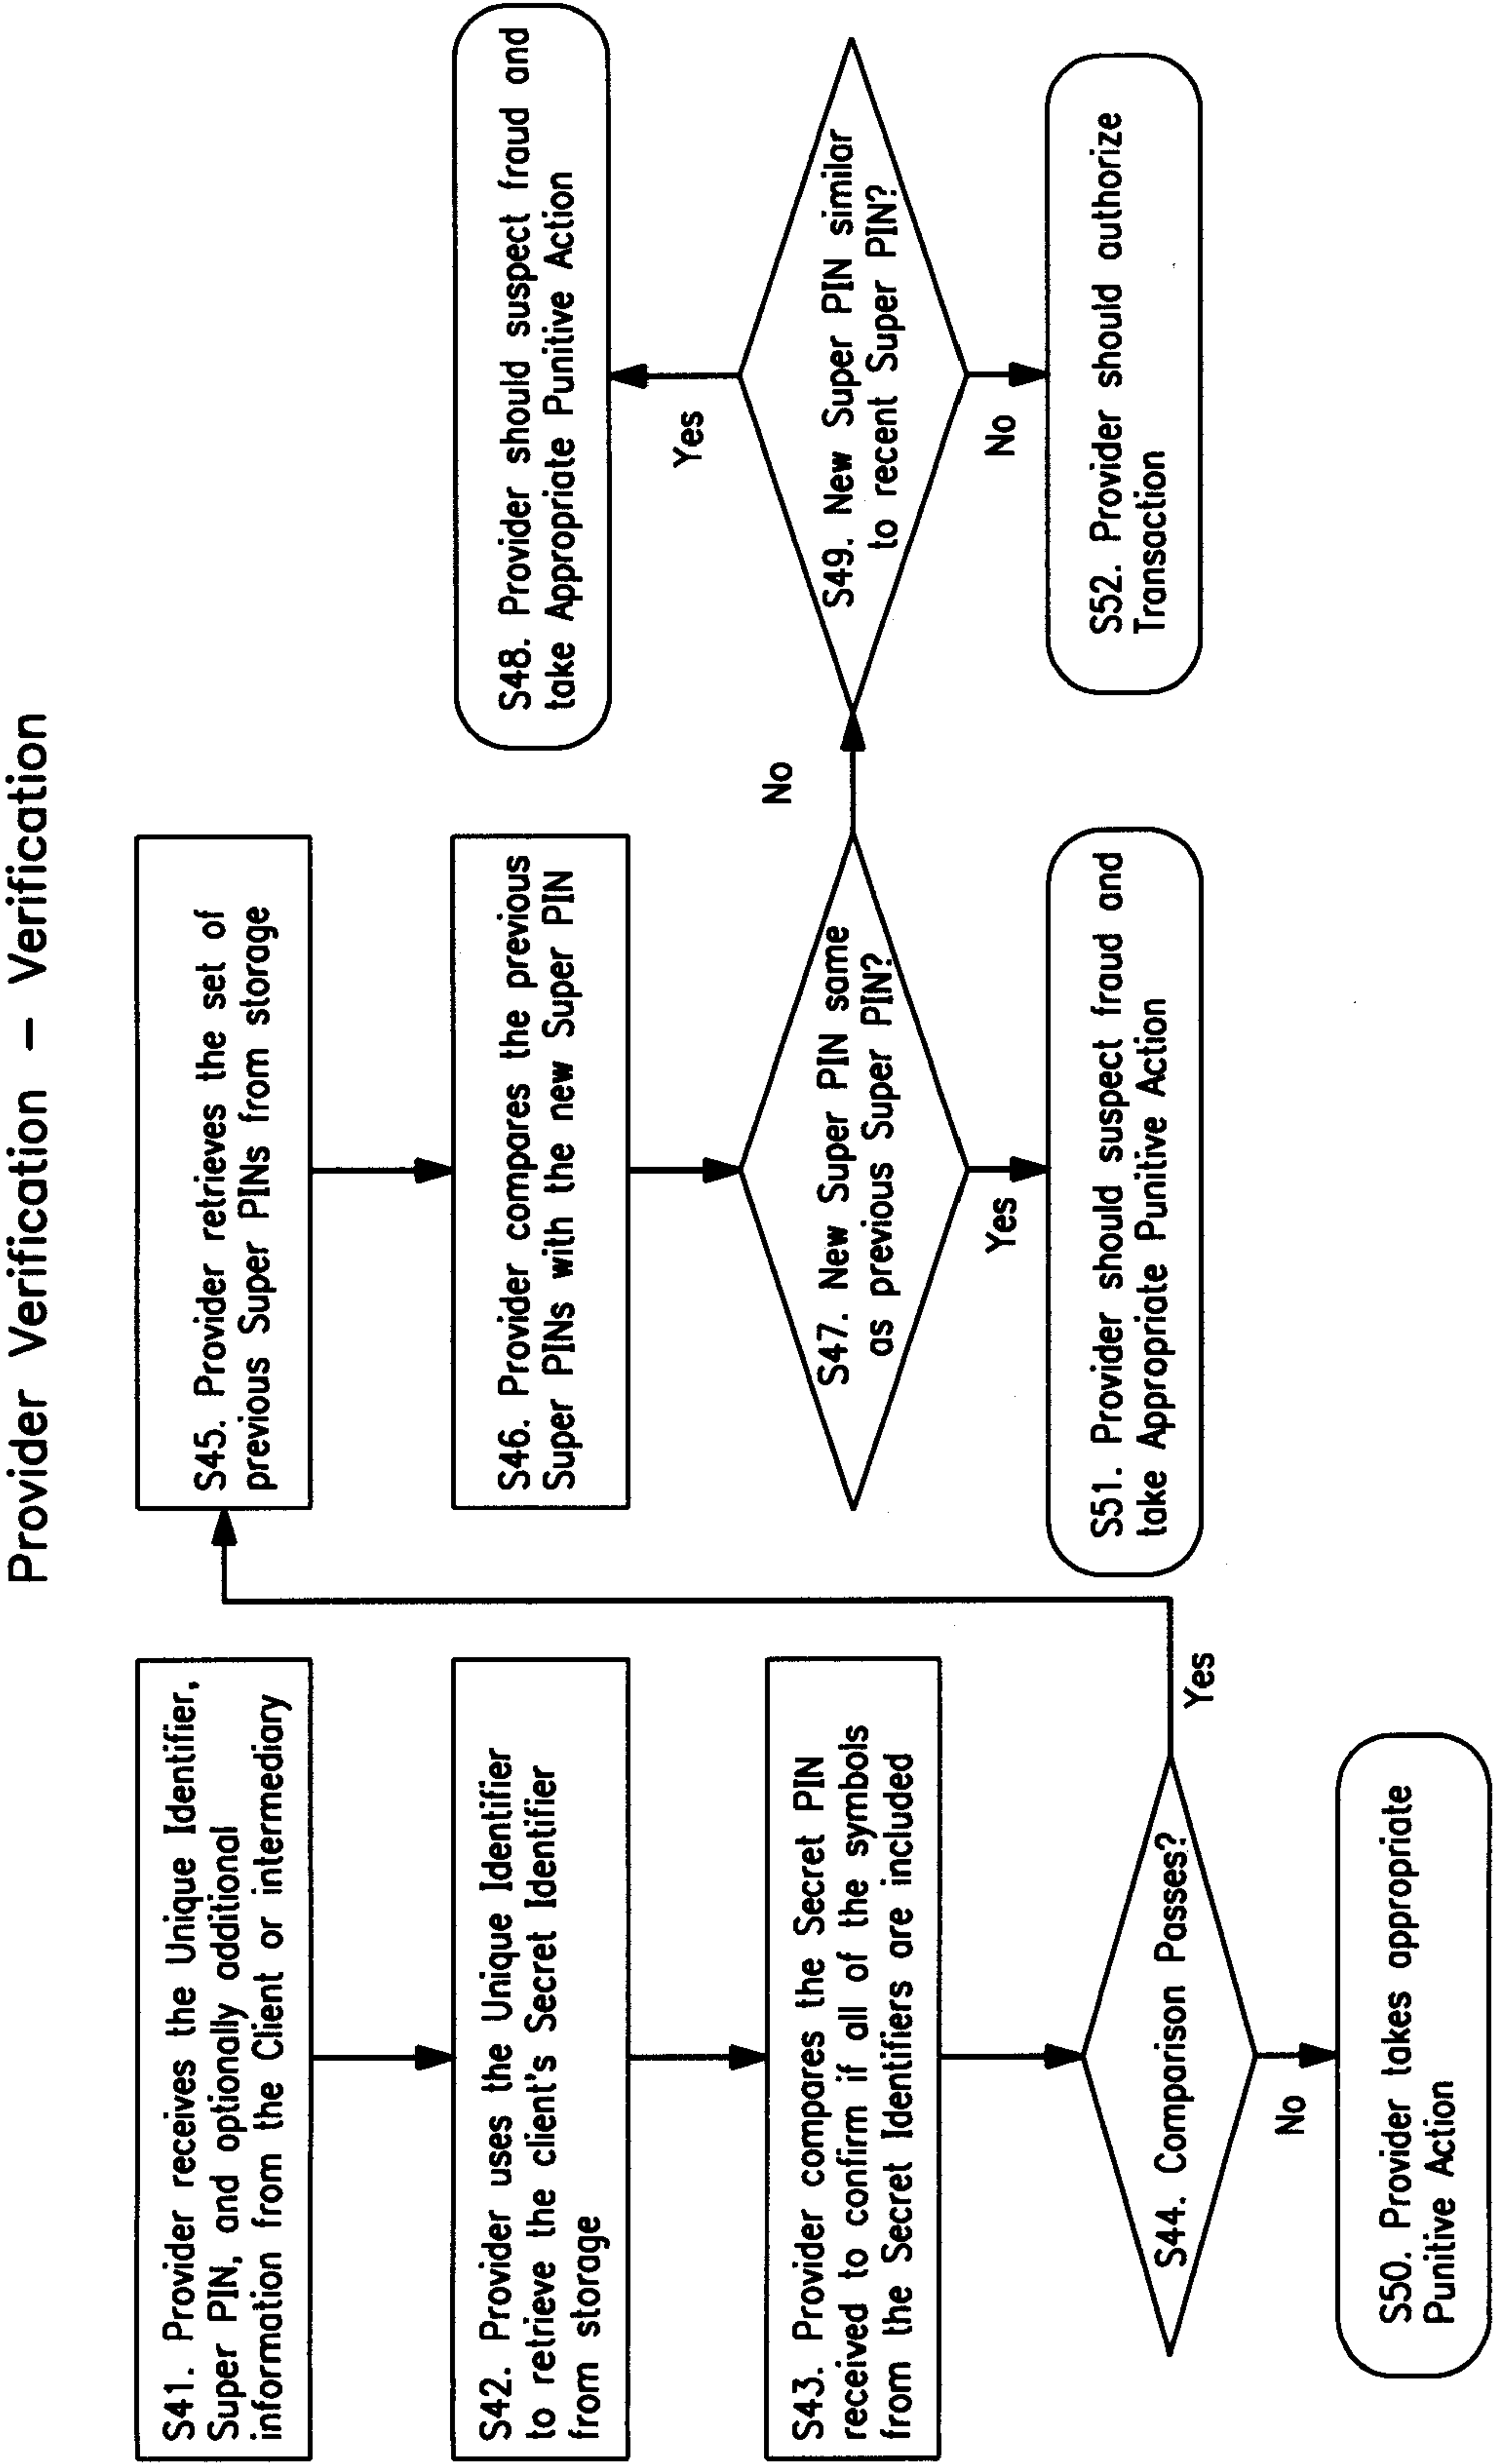 Provider Verification – Verification
S41. Provider receives the Unique Identifier,
Super PIN, and optionally additional
information from the Client or intermediary
S42. Provider uses the Unique Identifier
to retrieve the client's Secret Identifier
from storage
S43. Provider compares the Secret PIN
received to confirm if all of the symbols
from the Secret Identifiers are included
S44. Comparison Passes?
Yes
No
S50. Provider takes appropriate
Punitive Action
S45. Provider retrieves the set of
previous Super PINs from storage
S46. Provider compares the previous
Super PINs with the new Super PIN
S47. New Super PIN same
as previous Super PIN?
No
Yes
S51. Provider should suspect fraud and
take Appropriate Punitive Action
S48. Provider should suspect fraud and
take Appropriate Punitive Action
Yes
S49. New Super PIN similar
to recent Super PIN?
No
S52. Provider should authorize
Transaction